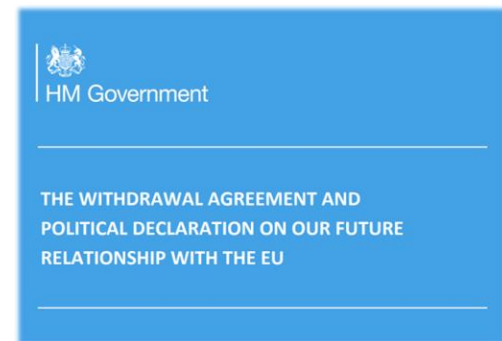 HM Government
THE WITHDRAWAL AGREEMENT AND
POLITICAL DECLARATION ON OUR FUTURE
RELATIONSHIP WITH THE EU